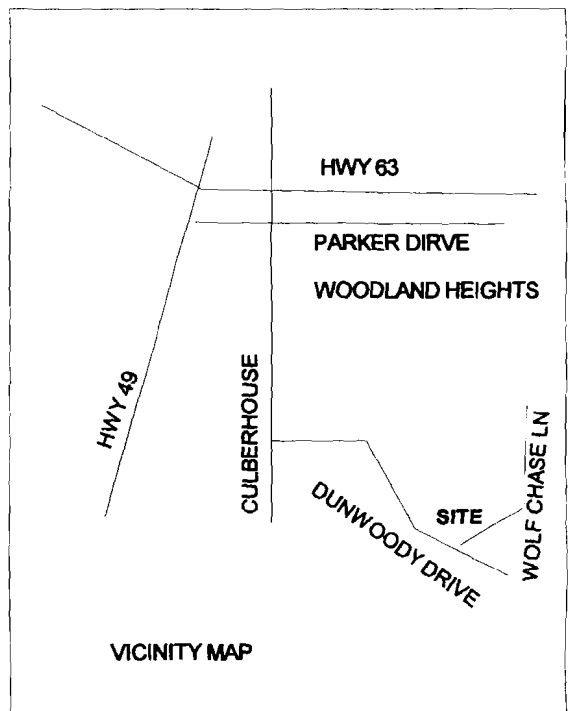 HWY 63
PARKER DIRVE
WOODLAND HEIGHTS
HWY 49
CULBERHOUSE
DUNWOODY DRIVE
SITE
WOLF CHASE LN
VICINITY MAP